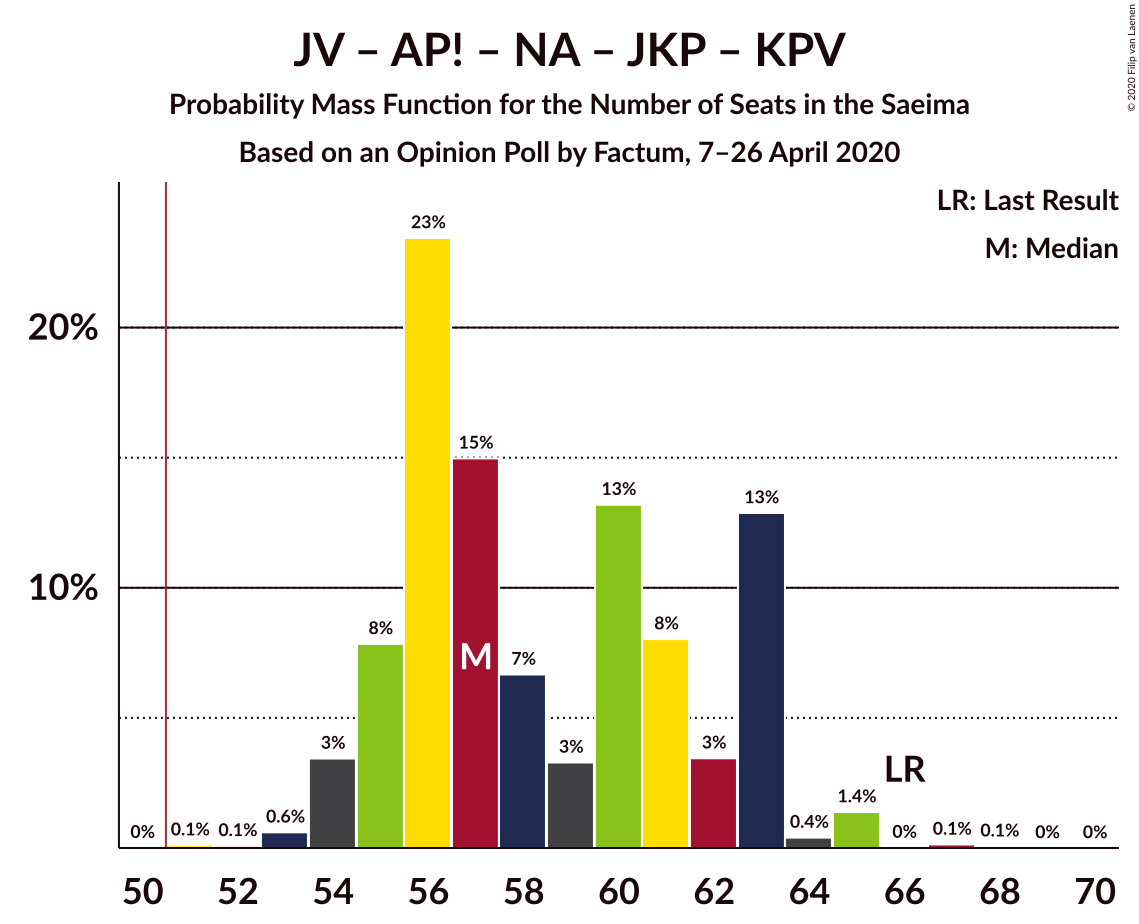 JV – AP! – NA – JKP – KPV
Probability Mass Function for the Number of Seats in the Saeima
Based on an Opinion Poll by Factum, 7–26 April 2020
© 2020 Filip van Laenen
LR: Last Result
M: Median
20%
10%
0%
0.1%
0.1%
0.6%
3%
8%
23%
15%
M
7%
3%
13%
8%
3%
13%
0.4%
1.4%
LR
0%
0.1%
0.1%
0%
0%
50 52 54 56 58 60 62 64 66 68 70